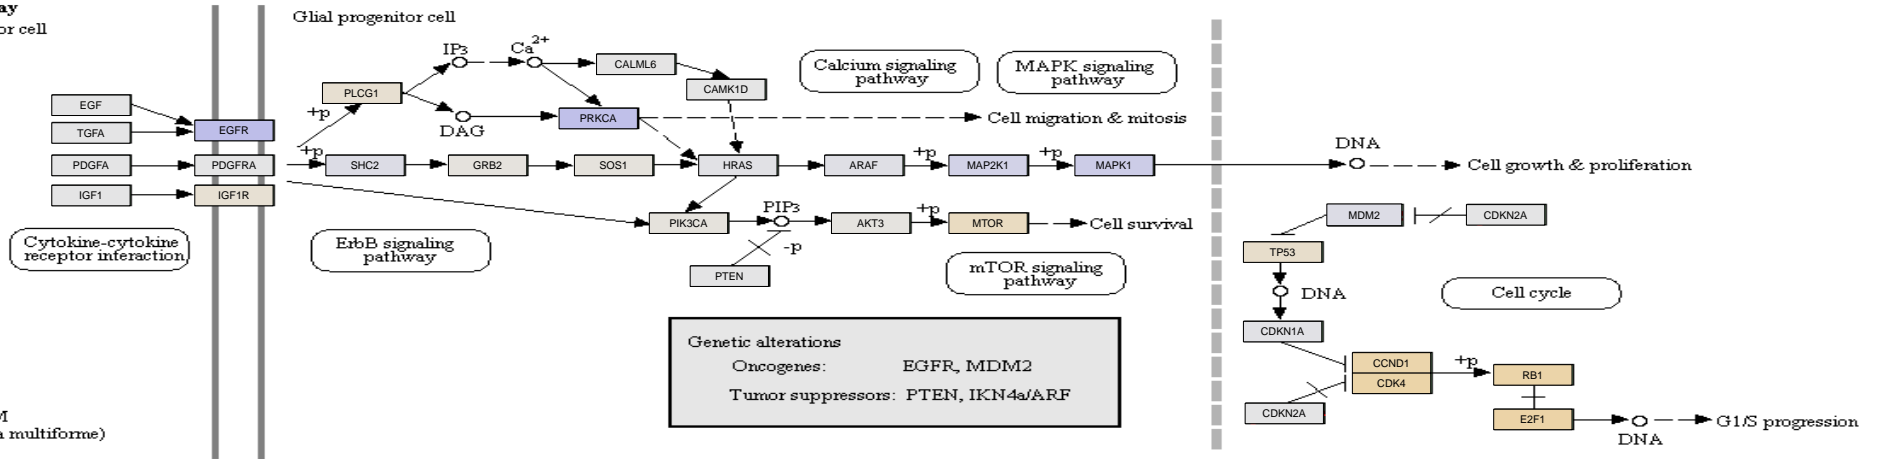 ay
or cell
Glial progenitor cell
IP3
Ca2+
CALML6
Calcium signaling
pathway
MAPK signaling
pathway
PLCG1
CAMK1D
EGF
+p
DAG
PRKCA
Cell migration & mitosis
TGFA
EGFR
PDGFA
PDGFRA
+p
SHC2
GRB2
SOS1
HRAS
ARAF
+p
MAP2K1
+p
MAPK1
DNA
Cell growth & proliferation
IGF1
IGF1R
PIK3CA
PIP3
AKT3
+p
MTOR
Cell survival
MDM2
CDKN2A
Cytokine-cytokine
receptor interaction
ErbB signaling
pathway
-p
PTEN
mTOR signaling
pathway
TP53
DNA
Cell cycle
CDKN1A
Genetic alterations
Oncogenes: EGFR, MDM2
Tumor suppressors: PTEN, IKN4a/ARF
CCND1
CDK4
+p
RB1
CDKN2A
E2F1
DNA
G1/S progression
M
a multiforme)